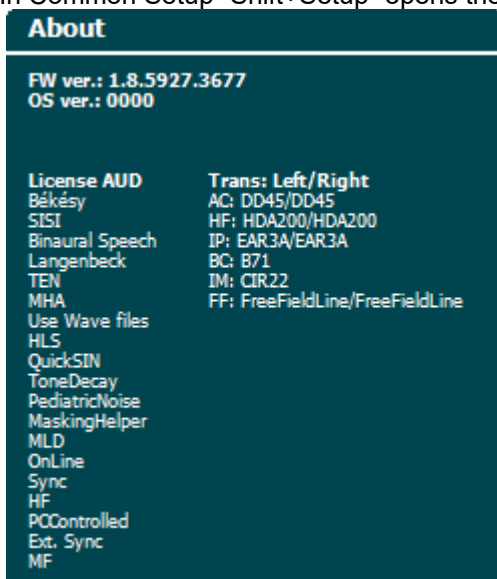 In Common Setup "Shift+Setup" opens the
About
FW ver.: 1.8.5927.3677
OS ver.: 0000
License AUD
Békésy
SISI
Binaural Speech
Langenbeck
TEN
MHA
Use Wave files
HLS
QuickSIN
ToneDecay
PediatricNoise
MaskingHelper
MLD
OnLine
Sync
HF
PCControlled
Ext. Sync
MF
Trans: Left/Right
AC: DD45/DD45
HF: HDA200/HDA200
IP: EAR3A/EAR3A
BC: B71
IM: CIR22
FF: FreeFieldLine/FreeFieldLine